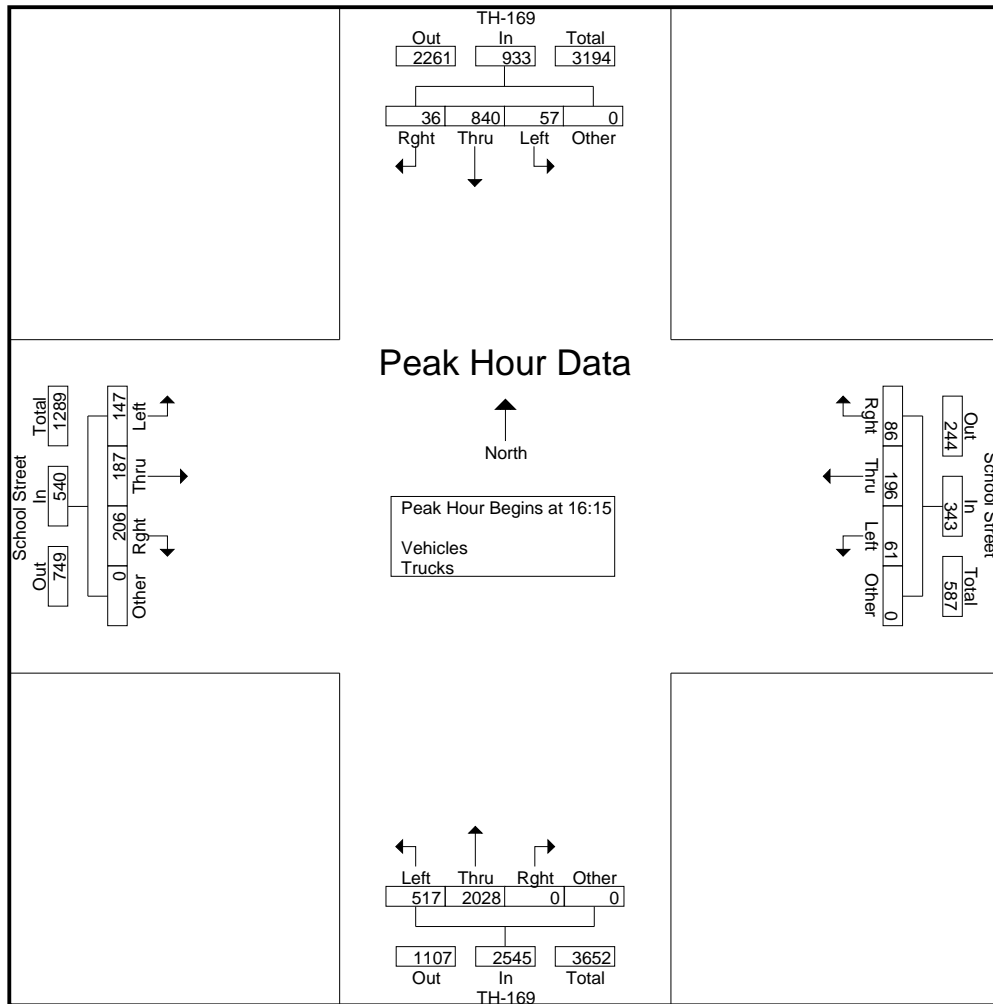 TH-169
Out In Total
2261 933 3194
36 840 57 0
Rght Thru Left Other
Peak Hour Data
North
Peak Hour Begins at 16:15
Vehicles
Trucks
School Street
Total In Out
1289 540 749
147 187 206 0
Left Thru Rght Other
School Street
Out In Total
244 343 587
86 196 61 0
Rght Thru Left Other
Left Thru Rght Other
517 2028 0 0
1107 2545 3652
Out In Total
TH-169